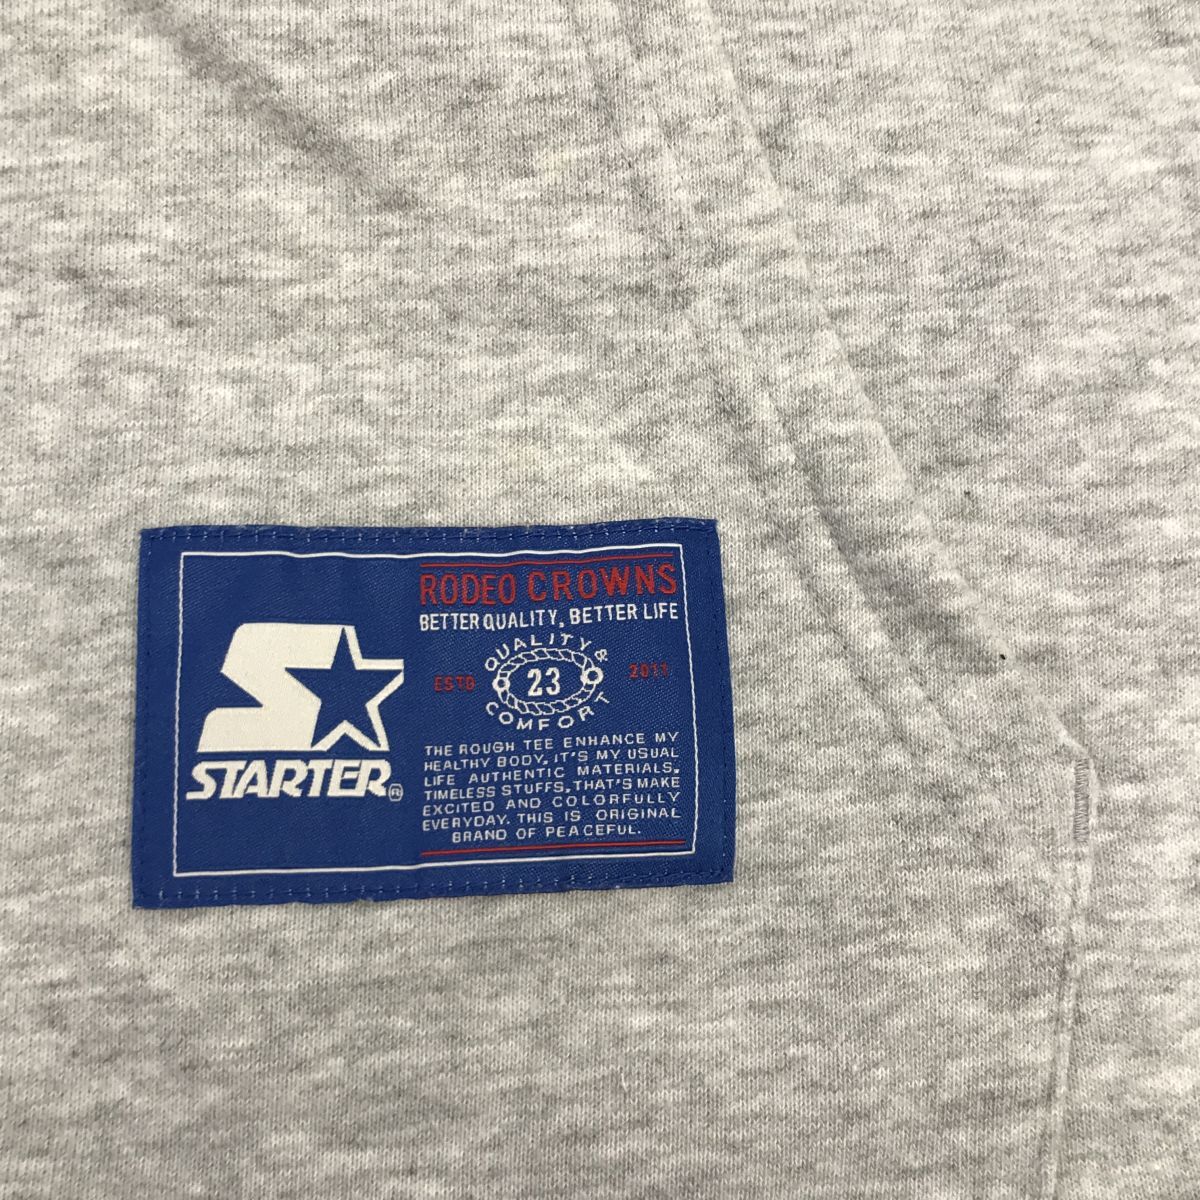 STARTER®
RODEO CROWNS
BETTER QUALITY, BETTER LIFE
QUALITY &
ESTD 23 2011
COMFORT
THE ROUGH TEE ENHANCE MY
HEALTHY BODY, IT'S MY USUAL
LIFE AUTHENTIC MATERIALS.
TIMELESS STUFFS, THAT'S MAKE
EXCITED AND COLORFULLY
EVERYDAY. THIS IS ORIGINAL
BRAND OF PEACEFUL.